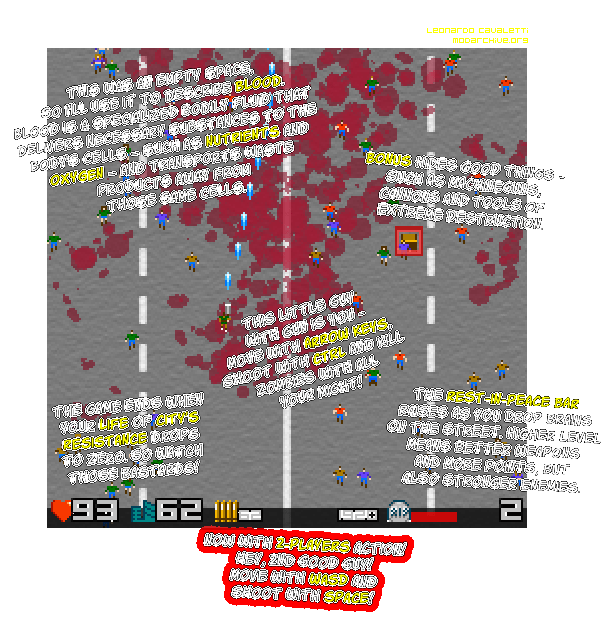 LEONARDO CAVALETTI
MODARCHIVE.ORG
THIS WAS AN EMPTY SPACE,
SO I'LL USE IT TO DESCRIBE BLOOD.
BLOOD IS A SPECIALIZED BODILY FLUID THAT
DELIVERS NECESSARY SUBSTANCES TO THE
BODY'S CELLS - SUCH AS NUTRIENTS AND
OXYGEN - AND TRANSPORTS WASTE
PRODUCTS AWAY FROM
THOSE SAME CELLS.
BONUS GIVES GOOD THINGS -
SUCH AS MACHINEGUNS,
CANNONS AND TOOLS OF
EXTREME DESTRUCTION.
THIS LITTLE GUY
WITH GUN IS YOU -
MOVE WITH ARROW KEYS,
SHOOT WITH CTRL AND KILL
ZOMBIES WITH ALL
YOUR MIGHT!
THE GAME ENDS WHEN
YOUR LIFE OF CITY'S
RESISTANCE DROPS
TO ZERO. SO WATCH
THOSE BASTARDS!
THE REST-IN-PEACE BAR
RAISES AS YOU DROP BRAINS
ON THE STREET. HIGHER LEVEL
MEANS BETTER WEAPONS
AND MORE POINTS, BUT
ALSO STRONGER ENEMIES.
93 62 2
NOW WITH 2-PLAYERS ACTION!
HEY, 2ND GOOD GUY!
MOVE WITH WASD AND
SHOOT WITH SPACE!